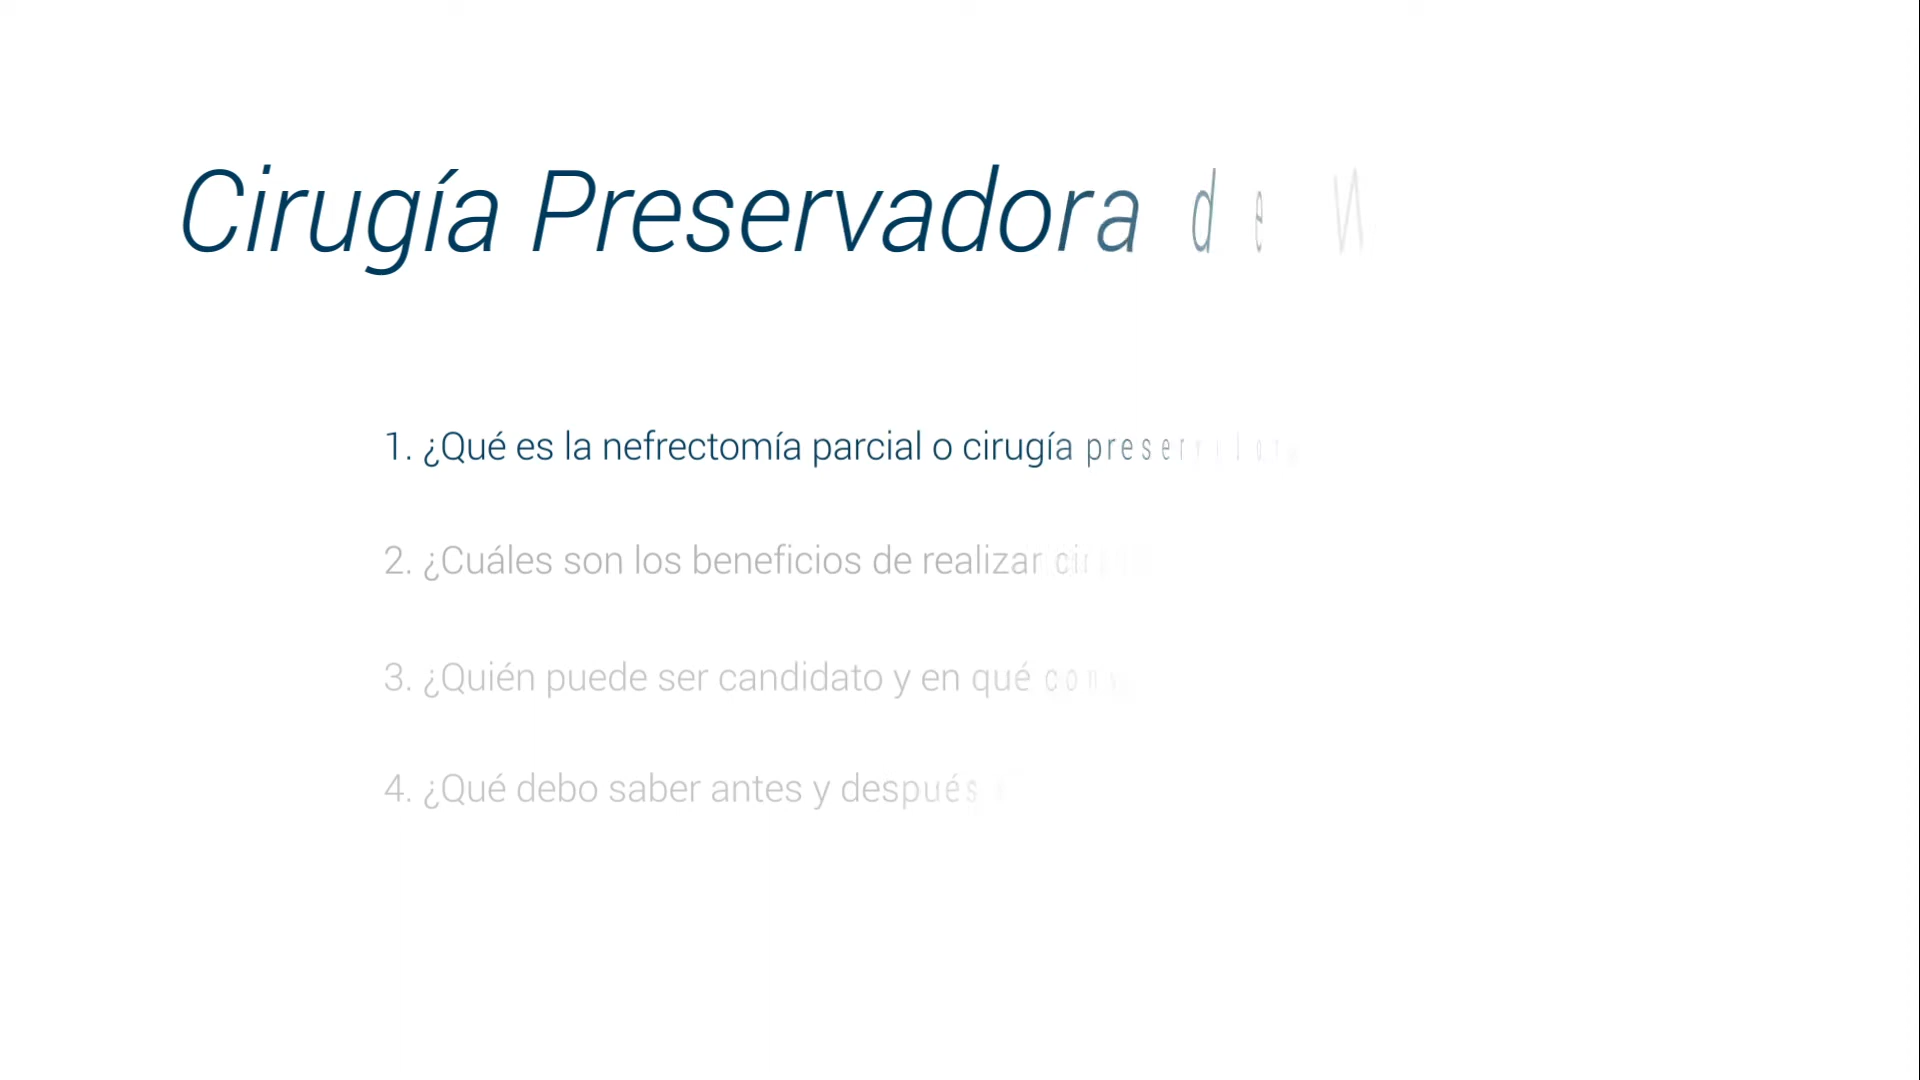 Cirugía Preservadora de N
1. ¿Qué es la nefrectomía parcial o cirugía
2. ¿Cuáles son los beneficios de realizar
3. ¿Quién puede ser candidato y en qué
4. ¿Qué debo saber antes y después